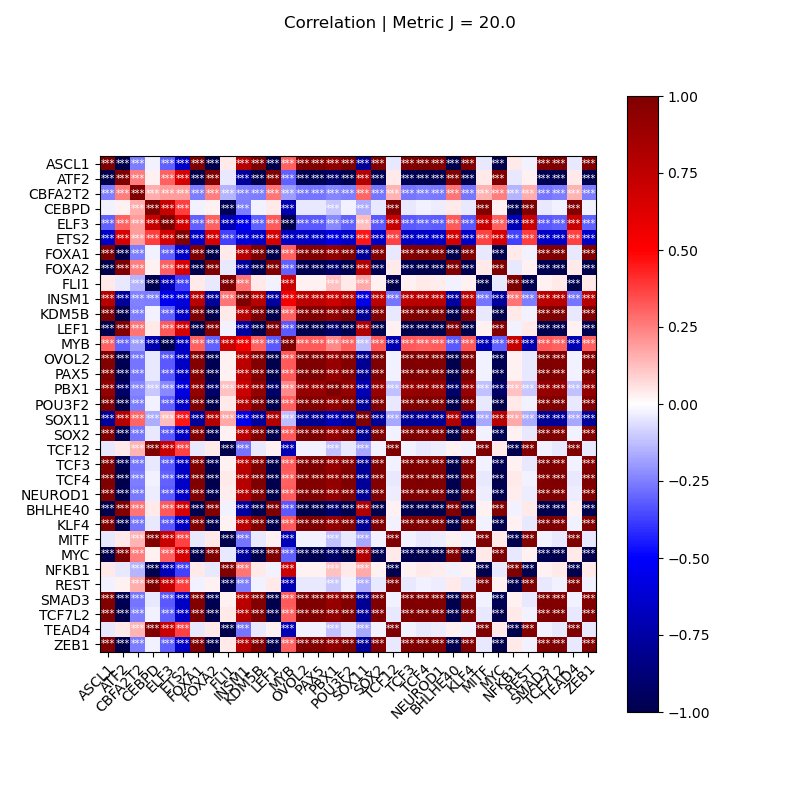 Correlation | Metric J = 20.0
ASCL1
ATF2
CBFA2T2
CEBPD
ELF3
ETS2
FOXA1
FOXA2
FLI1
INSM1
KDM5B
LEF1
MYB
OVOL2
PAX5
PBX1
POU3F2
SOX11
SOX2
TCF12
TCF3
TCF4
NEUROD1
BHLHE40
KLF4
MITF
MYC
NFKB1
REST
SMAD3
TCF7L2
TEAD4
ZEB1
ASCL1
ATF2
CBFA2T2
CEBPD
ELF3
ETS2
FOXA1
FOXA2
FLI1
INSM1
KDM5B
LEF1
MYB
OVOL2
PAX5
PBX1
POU3F2
SOX11
SOX2
TCF12
TCF3
TCF4
NEUROD1
BHLHE40
KLF4
MITF
MYC
NFKB1
REST
SMAD3
TCF7L2
TEAD4
ZEB1
1.00
0.75
0.50
0.25
0.00
−0.25
−0.50
−0.75
−1.00